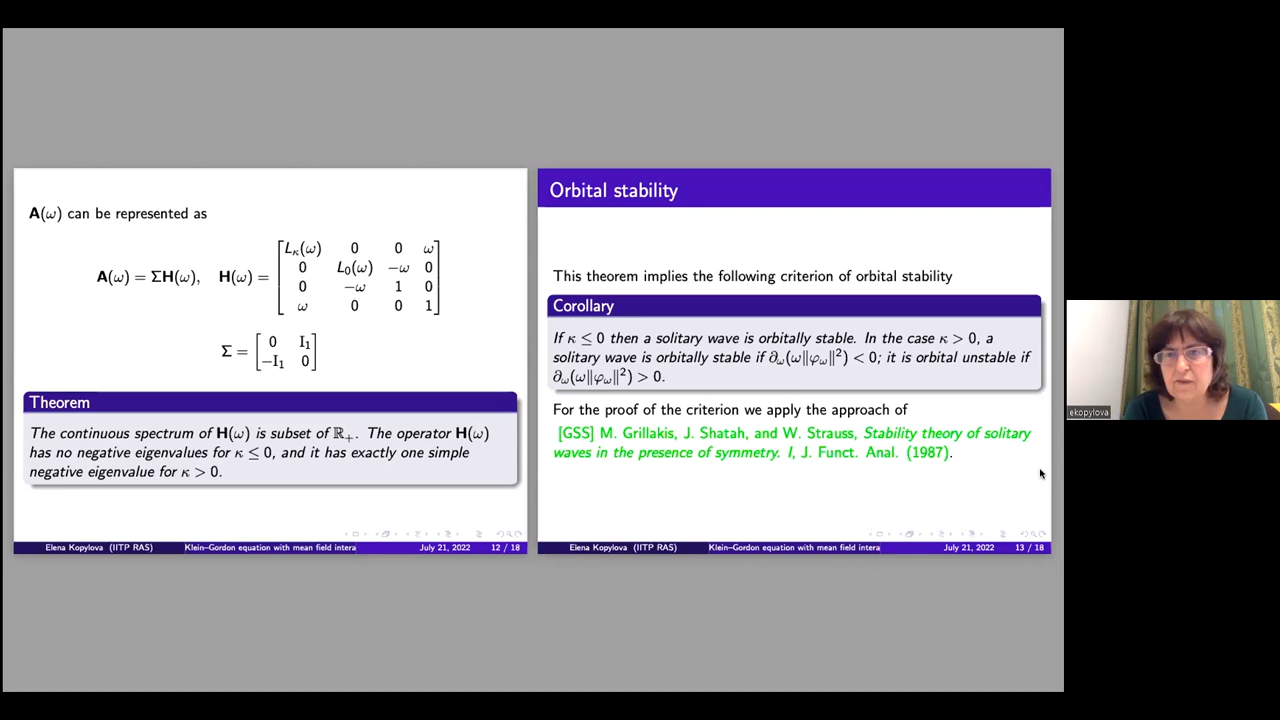 A(ω) can be represented as
A(ω) = ΣH(ω), H(ω) = [ L_κ(ω) 0 0 ω
0 L₀(ω) −ω 0
0 −ω 1 0
ω 0 0 1 ]
Σ = [ 0 I₁
−I₁ 0 ]
Theorem
The continuous spectrum of H(ω) is subset of ℝ₊. The operator H(ω)
has no negative eigenvalues for κ ≤ 0, and it has exactly one simple
negative eigenvalue for κ > 0.
Elena Kopylova (IITP RAS) Klein–Gordon equation with mean field intera July 21, 2022 12 / 18
Orbital stability
This theorem implies the following criterion of orbital stability
Corollary
If κ ≤ 0 then a solitary wave is orbitally stable. In the case κ > 0, a
solitary wave is orbitally stable if ∂_ω(ω‖φ_ω‖²) < 0; it is orbital unstable if
∂_ω(ω‖φ_ω‖²) > 0.
For the proof of the criterion we apply the approach of
[GSS] M. Grillakis, J. Shatah, and W. Strauss, Stability theory of solitary
waves in the presence of symmetry. I, J. Funct. Anal. (1987).
Elena Kopylova (IITP RAS) Klein–Gordon equation with mean field intera July 21, 2022 13 / 18
ekopylova